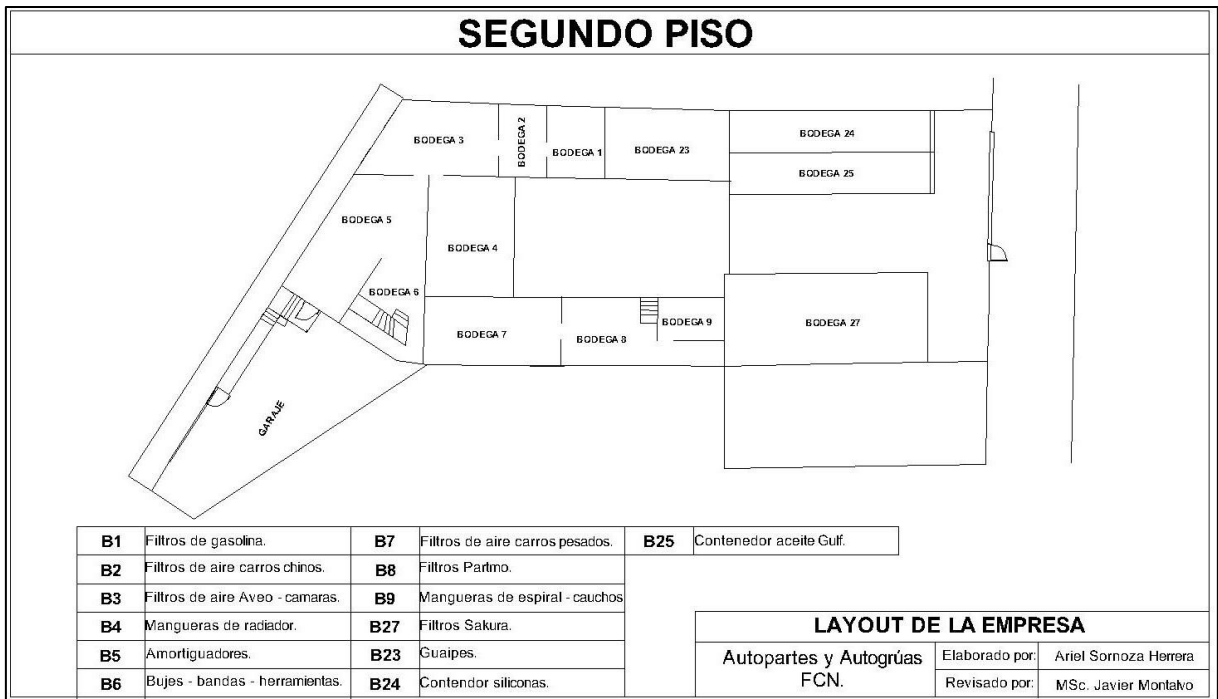 SEGUNDO PISO
BODEGA 3
BODEGA 2
BODEGA 1
BODEGA 23
BODEGA 24
BODEGA 25
BODEGA 5
BODEGA 4
BODEGA 6
BODEGA 7
BODEGA 8
BODEGA 9
BODEGA 27
GARAJE
B1 Filtros de gasolina. B7 Filtros de aire carros pesados. B25 Contenedor aceite Gulf.
B2 Filtros de aire carros chinos. B8 Filtros Partmo.
B3 Filtros de aire Aveo - camaras. B9 Mangueras de espiral - cauchos
B4 Mangueras de radiador. B27 Filtros Sakura.
B5 Amortiguadores. B23 Guaipes.
B6 Bujes - bandas - herramientas. B24 Contendor siliconas.
LAYOUT DE LA EMPRESA
Autopartes y Autogrúas
FCN.
Elaborado por: Ariel Sornoza Herrera
Revisado por: MSc. Javier Montalvo